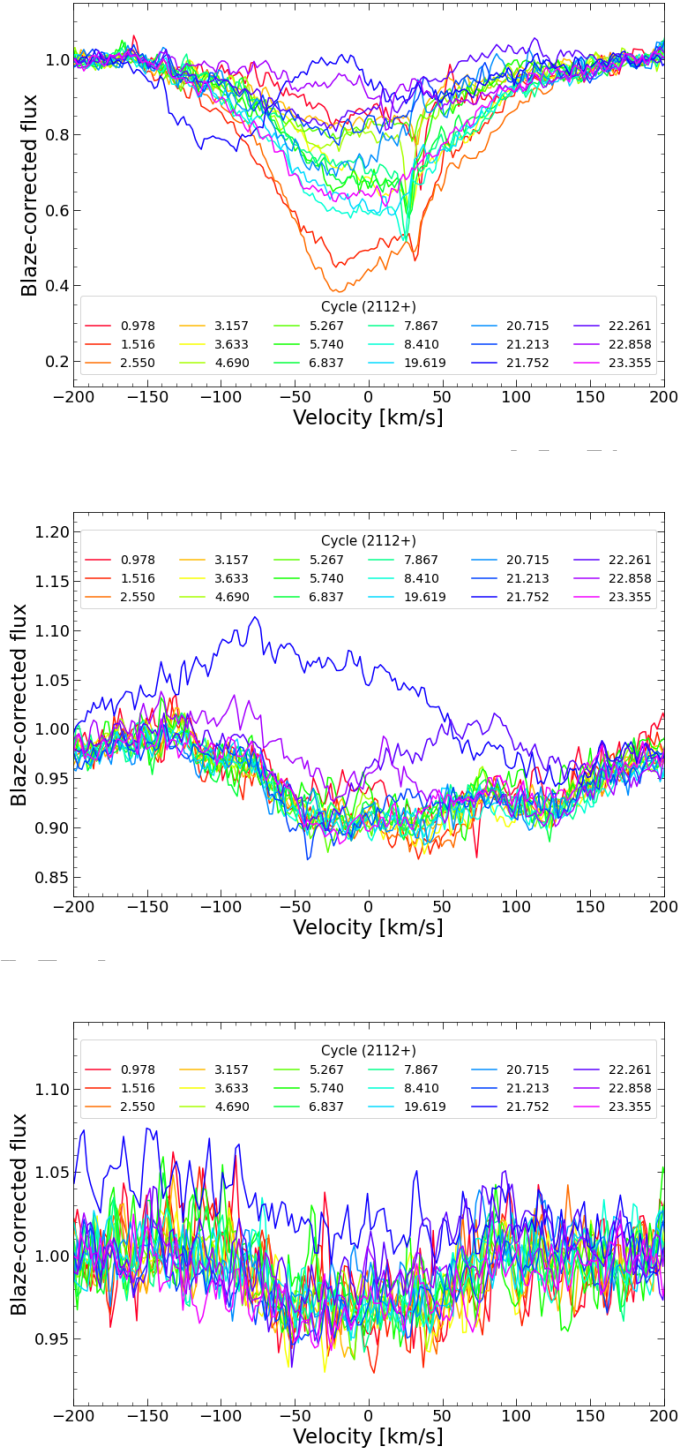 1.0
0.8
0.6
0.4
0.2
Blaze-corrected flux
Cycle (2112+)
0.978 3.157 5.267 7.867 20.715 22.261
1.516 3.633 5.740 8.410 21.213 22.858
2.550 4.690 6.837 19.619 21.752 23.355
−200 −150 −100 −50 0 50 100 150 200
Velocity [km/s]
1.20
1.15
1.10
1.05
1.00
0.95
0.90
0.85
Blaze-corrected flux
Cycle (2112+)
0.978 3.157 5.267 7.867 20.715 22.261
1.516 3.633 5.740 8.410 21.213 22.858
2.550 4.690 6.837 19.619 21.752 23.355
−200 −150 −100 −50 0 50 100 150 200
Velocity [km/s]
1.10
1.05
1.00
0.95
Blaze-corrected flux
Cycle (2112+)
0.978 3.157 5.267 7.867 20.715 22.261
1.516 3.633 5.740 8.410 21.213 22.858
2.550 4.690 6.837 19.619 21.752 23.355
−200 −150 −100 −50 0 50 100 150 200
Velocity [km/s]